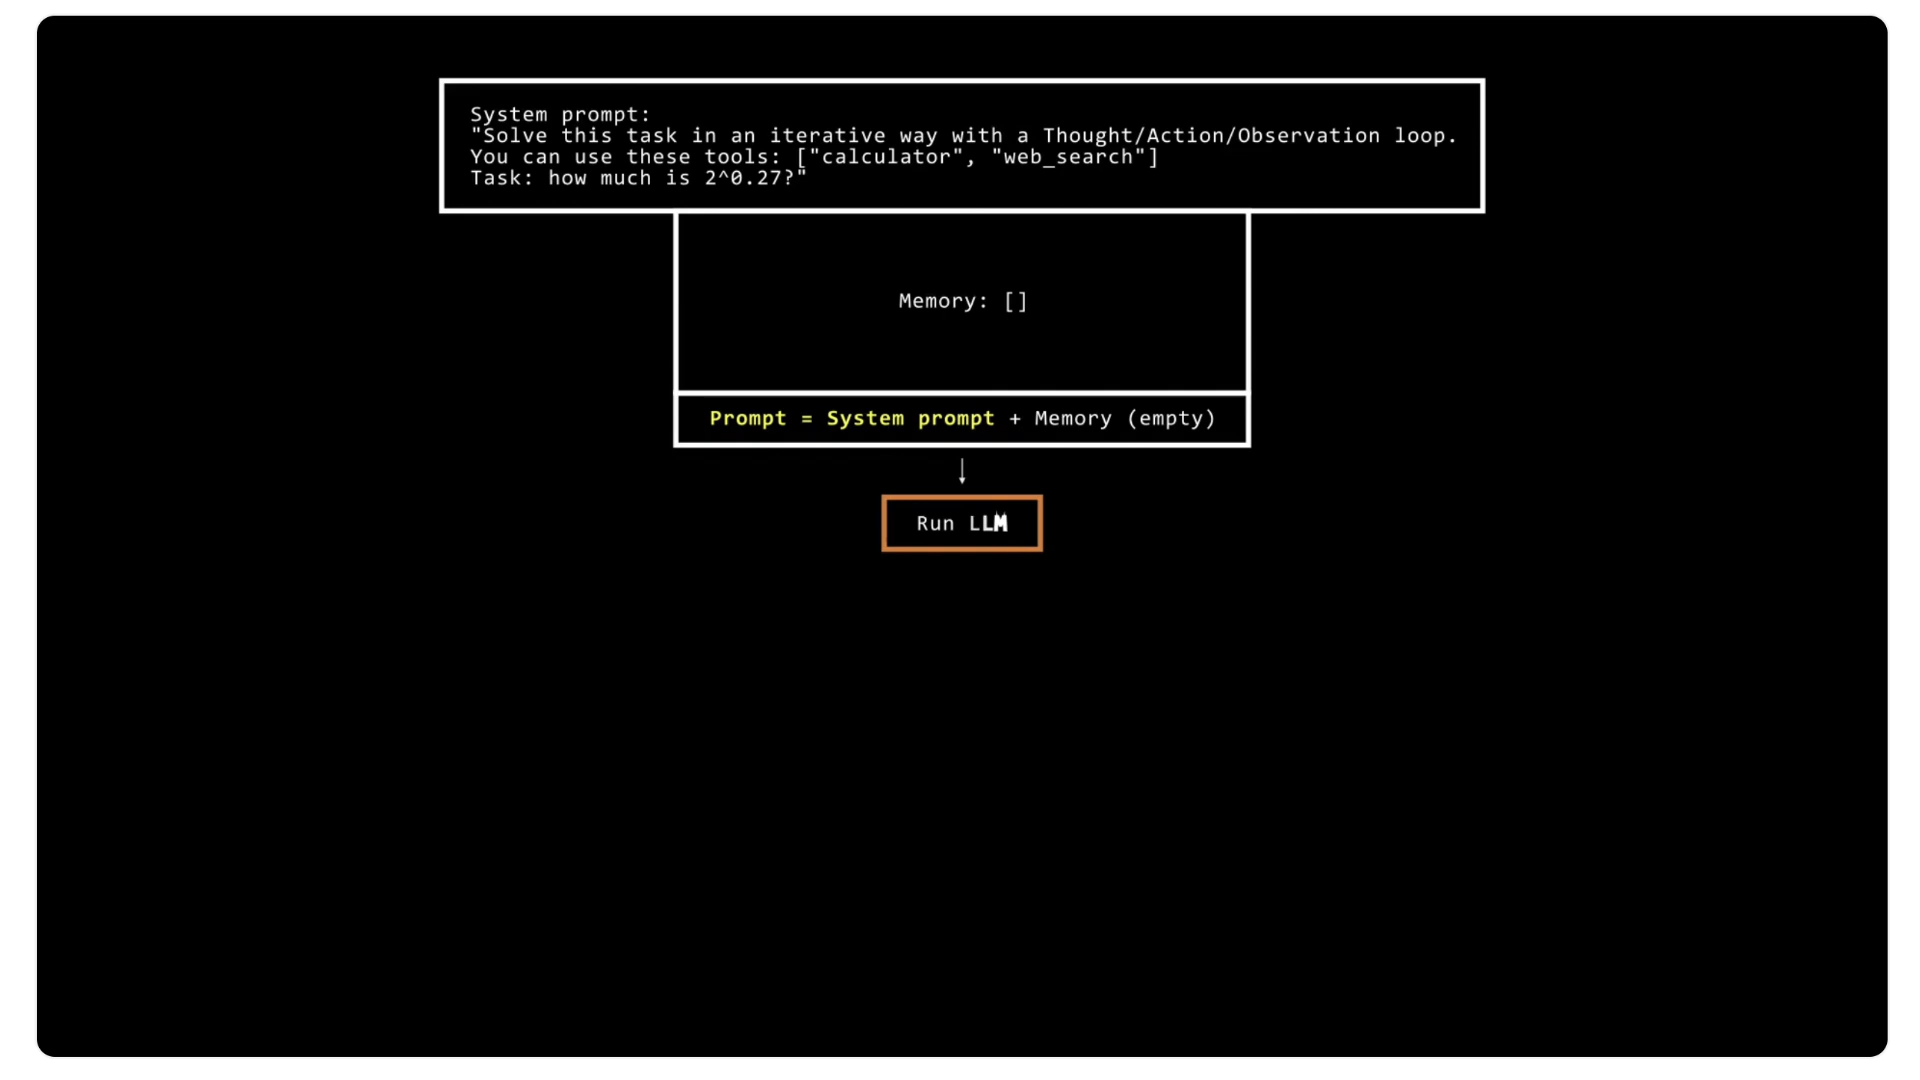 System prompt:
"Solve this task in an iterative way with a Thought/Action/Observation loop.
You can use these tools: ["calculator", "web_search"]
Task: how much is 2^0.27?"
Memory: []
Prompt = System prompt + Memory (empty)
Run LLM